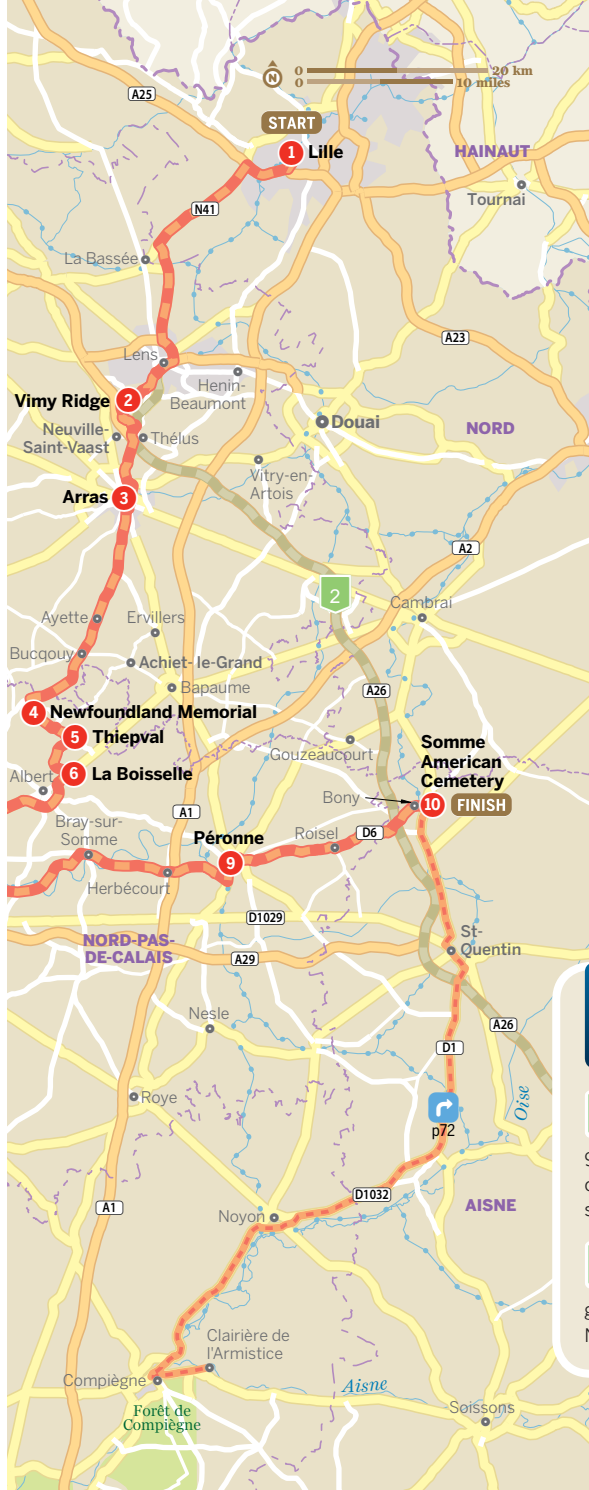 0 20 km
N
0 10 miles
A25
START
1 Lille
HAINAUT
Tournai
N41
La Bassée
A23
Lens
Henin-
Beaumont
Vimy Ridge 2
Douai
Neuville-
Saint-Vaast
Thélus
NORD
Vitry-en-
Artois
Arras 3
A2
2
Cambrai
Ayette
Ervillers
Bucqouy
Achiet- le-Grand
Bapaume
A26
4 Newfoundland Memorial
5 Thiepval
Gouzeaucourt
Somme
American
Cemetery
6 La Boisselle
Albert
Bony
10 FINISH
A1
Bray-sur-
Somme
Péronne
9
Roisel
D6
Herbécourt
D1029
NORD-PAS-
DE-CALAIS
A29
St-
Quentin
Nesle
A26
D1
Oise
Roye
p72
D1032
AISNE
A1
Noyon
Clairière de
l'Armistice
Compiègne
Aisne
Forêt de
Compiègne
Soissons